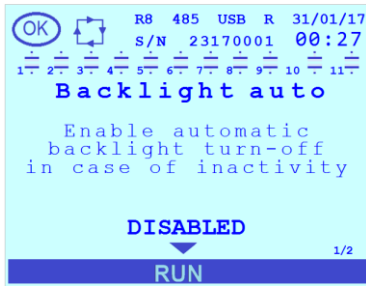 OK R8 485 USB R 31/01/17
S/N 23170001 00:27
1 2 3 4 5 6 7 8 9 10 11
Backlight auto
Enable automatic
backlight turn-off
in case of inactivity
DISABLED
1/2
RUN